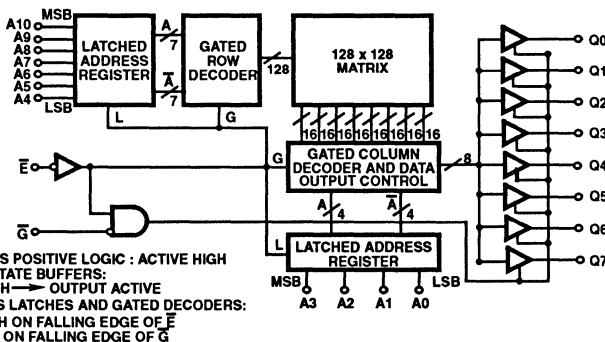 MSB
A10
A9
A8
A7
A6
A5
A4
LSB
LATCHED
ADDRESS
REGISTER
A
7
A̅
7
GATED
ROW
DECODER
128
128 x 128
MATRIX
L
G
16 16 16 16 16 16 16 16
E̅
G̅
G
GATED COLUMN
DECODER AND DATA
OUTPUT CONTROL
8
A
4
A̅
4
L
LATCHED ADDRESS
REGISTER
MSB
LSB
A3 A2 A1 A0
Q0
Q1
Q2
Q3
Q4
Q5
Q6
Q7
POSITIVE LOGIC : ACTIVE HIGH
BUFFERS:
OUTPUT ACTIVE
LATCHES AND GATED DECODERS:
ON FALLING EDGE OF E̅
ON FALLING EDGE OF G̅